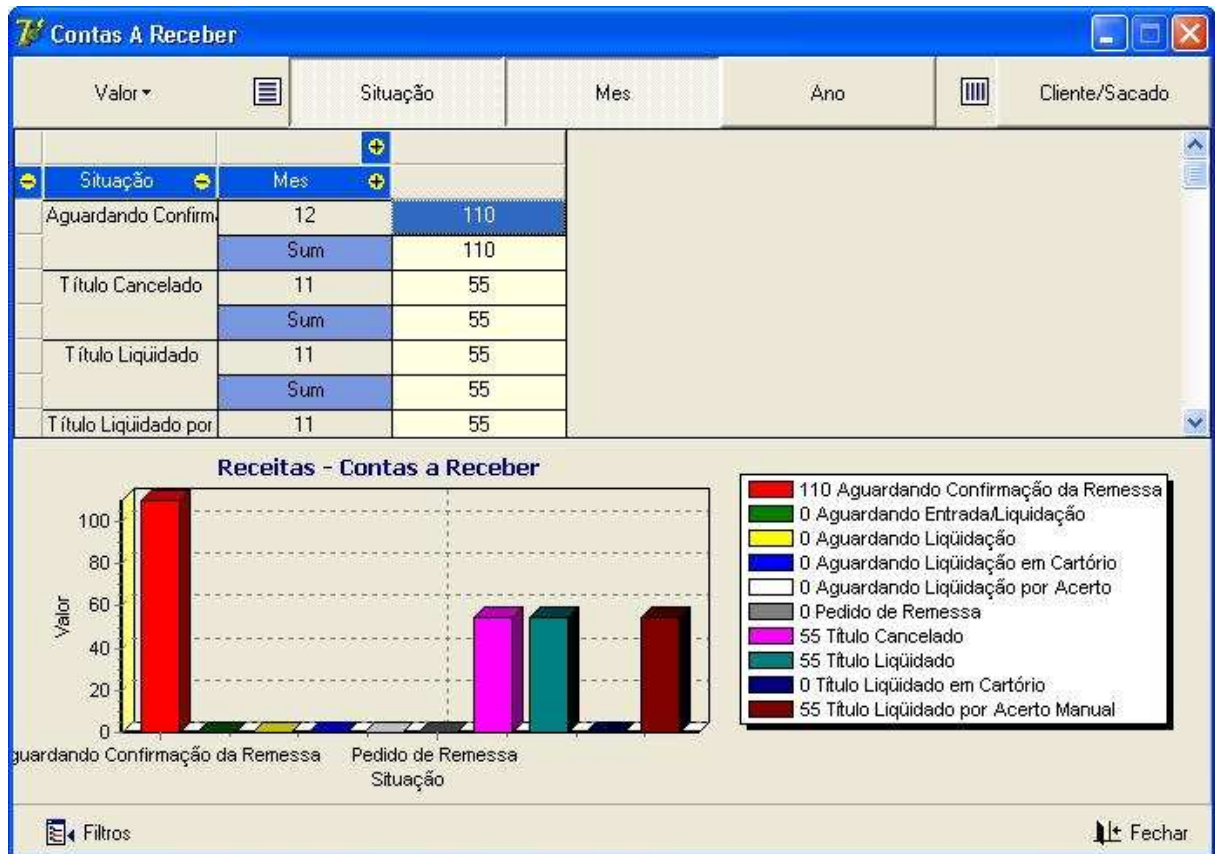 Contas A Receber
Valor Situação Mes Ano Cliente/Sacado
Situação Mes
Aguardando Confirm 12 110
Sum 110
Título Cancelado 11 55
Sum 55
Título Liqüidado 11 55
Sum 55
Título Liqüidado por 11 55
Receitas - Contas a Receber
Valor
100
80
60
40
20
0
guardando Confirmação da Remessa Pedido de Remessa
Situação
110 Aguardando Confirmação da Remessa
0 Aguardando Entrada/Liquidação
0 Aguardando Liqüidação
0 Aguardando Liqüidação em Cartório
0 Aguardando Liqüidação por Acerto
0 Pedido de Remessa
55 Título Cancelado
55 Título Liqüidado
0 Título Liqüidado em Cartório
55 Título Liqüidado por Acerto Manual
Filtros Fechar